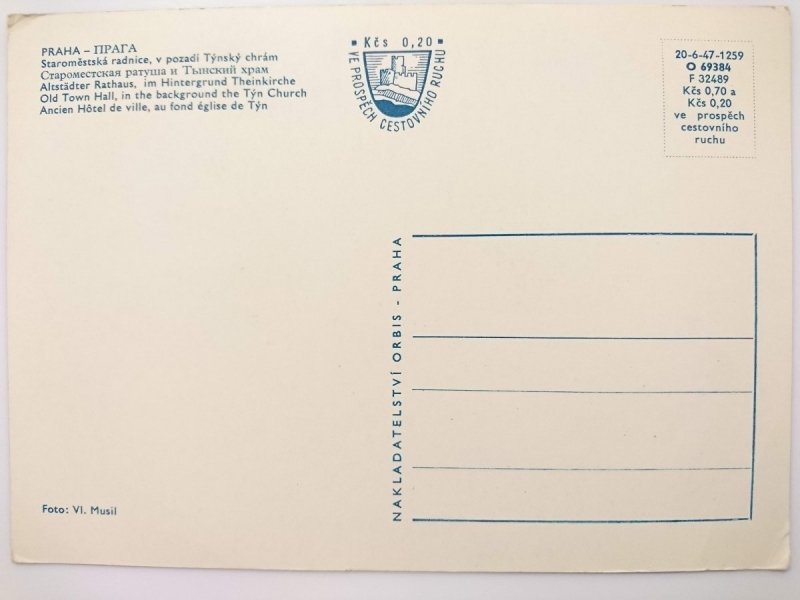 PRAHA – ПРАГА
Staroměstská radnice, v pozadí Týnský chrám
Староместская ратуша и Тынский храм
Altstädter Rathaus, im Hintergrund Theinkirche
Old Town Hall, in the background the Týn Church
Ancien Hôtel de ville, au fond église de Týn
Kčs 0,20
VE PROSPĚCH CESTOVNÍHO RUCHU
20-6-47-1259
O 69384
F 32489
Kčs 0,70 a
Kčs 0,20
ve prospěch
cestovního
ruchu
NAKLADATELSTVÍ ORBIS - PRAHA
Foto: Vl. Musil